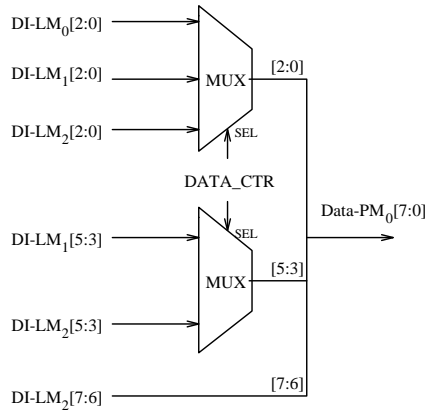 DI-LM0[2:0]
[2:0]
DI-LM1[2:0]
MUX
DI-LM2[2:0]
SEL
DATA_CTR
Data-PM0[7:0]
DI-LM1[5:3]
SEL
[5:3]
MUX
DI-LM2[5:3]
[7:6]
DI-LM2[7:6]